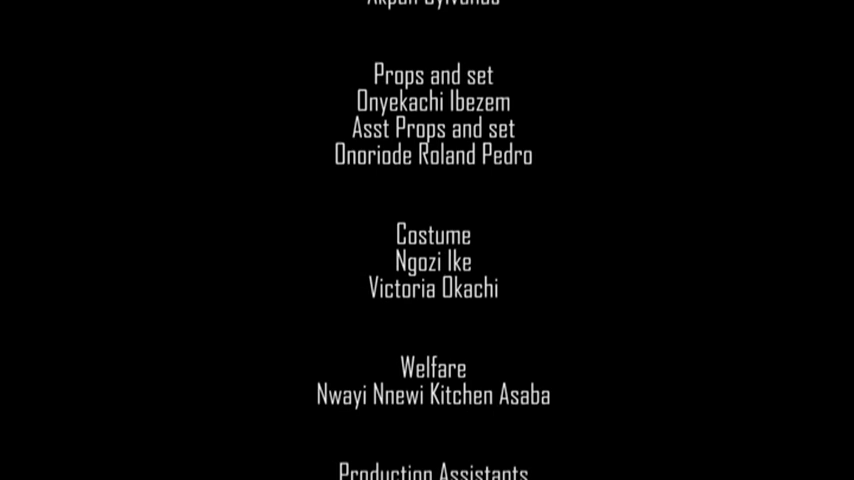 Props and set
Onyekachi Ibezem
Asst Props and set
Onoriode Roland Pedro
Costume
Ngozi Ike
Victoria Okachi
Welfare
Nwayi Nnewi Kitchen Asaba
Production Assistants